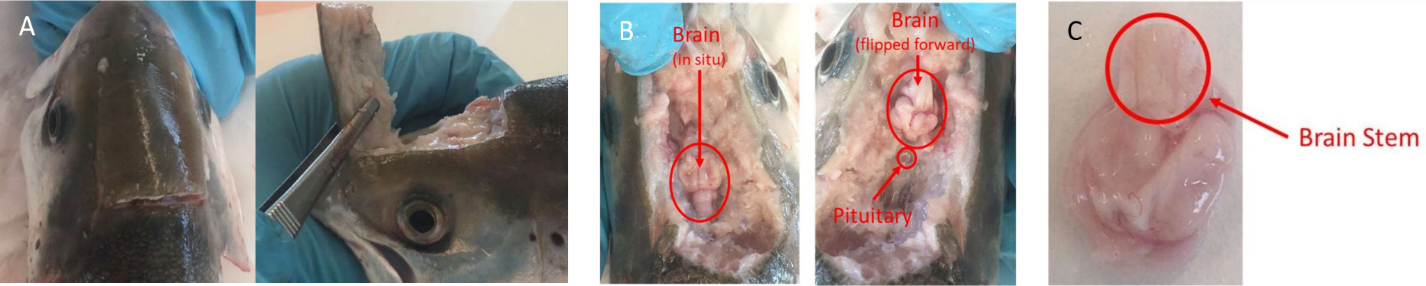 A
B
Brain
(in situ)
Brain
(flipped forward)
Pituitary
C
Brain Stem